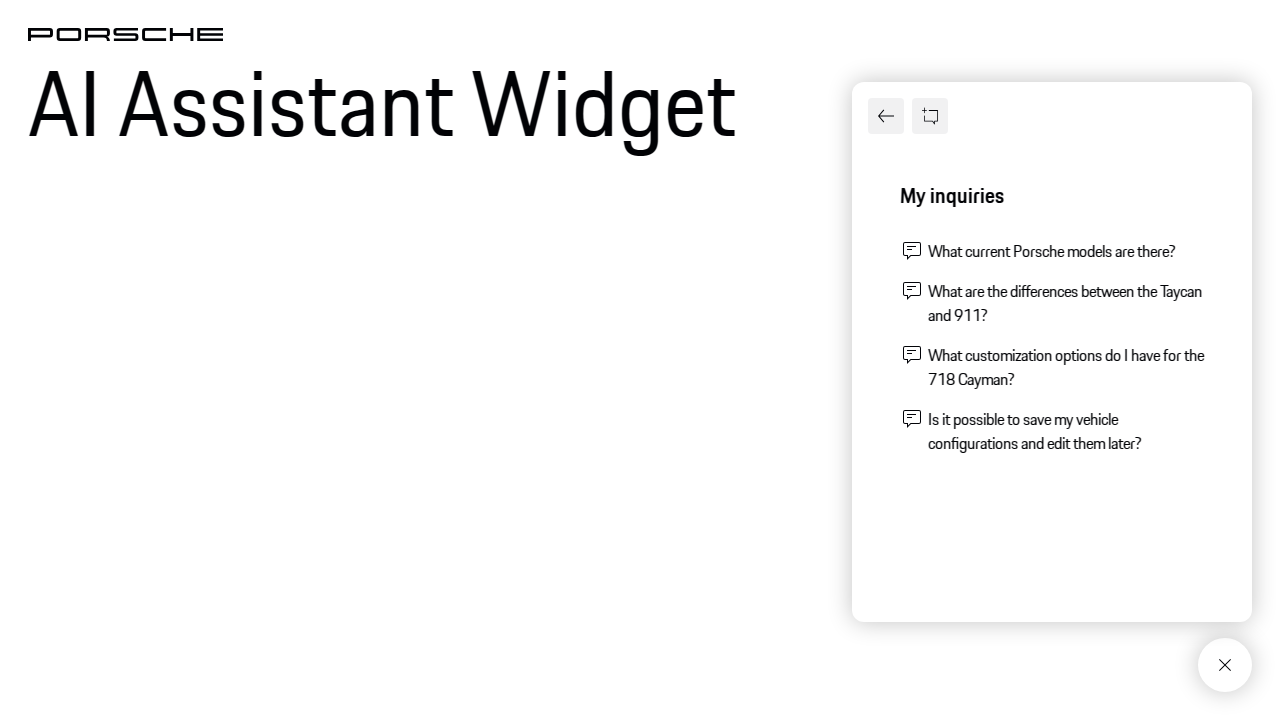 PORSCHE
AI Assistant Widget
My inquiries
What current Porsche models are there?
What are the differences between the Taycan
and 911?
What customization options do I have for the
718 Cayman?
Is it possible to save my vehicle
configurations and edit them later?